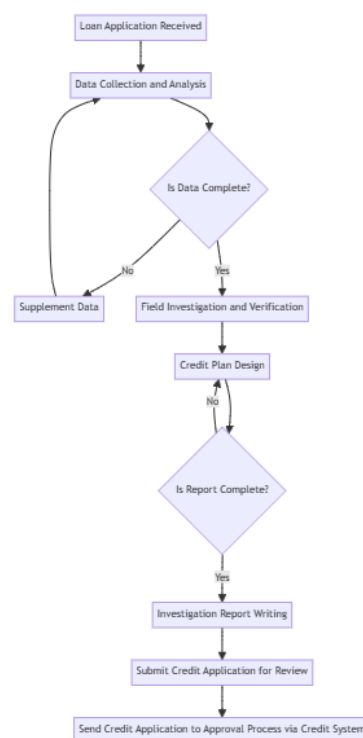 Loan Application Received
Data Collection and Analysis
Is Data Complete?
No
Yes
Supplement Data
Field Investigation and Verification
Credit Plan Design
No
Is Report Complete?
Yes
Investigation Report Writing
Submit Credit Application for Review
Send Credit Application to Approval Process via Credit System